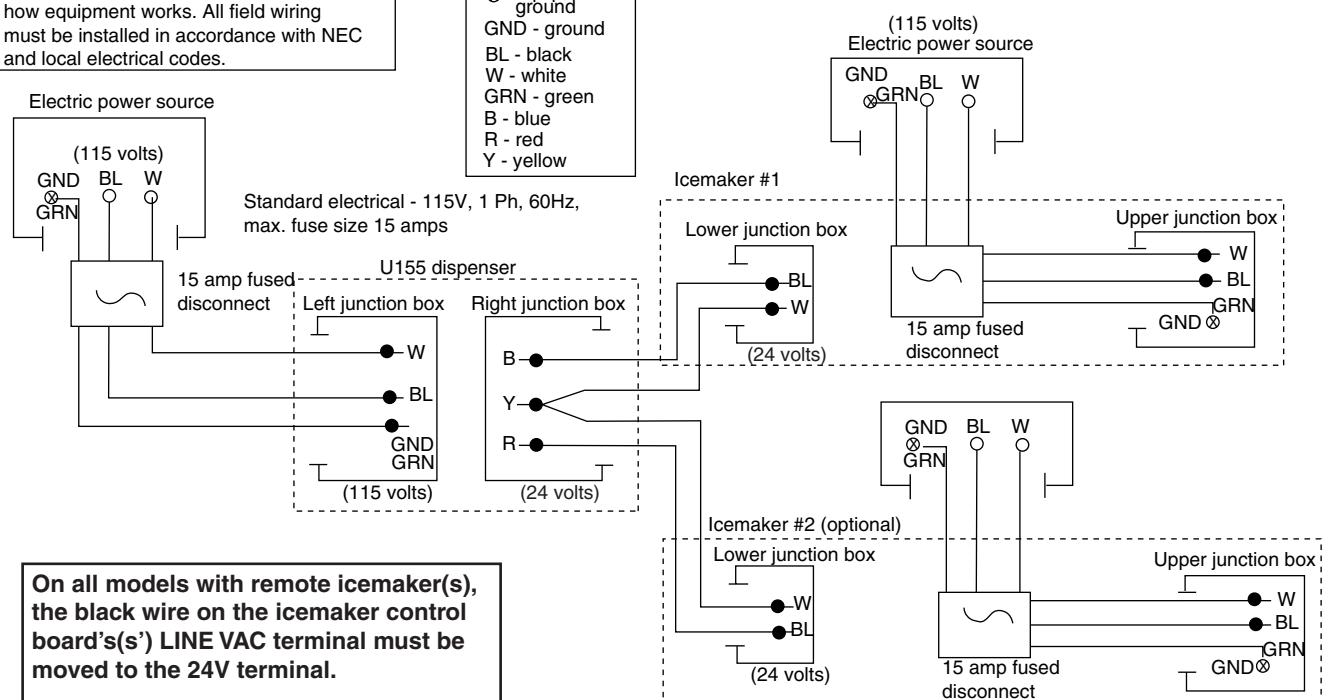 how equipment works. All field wiring
must be installed in accordance with NEC
and local electrical codes.
ground
GND - ground
BL - black
W - white
GRN - green
B - blue
R - red
Y - yellow
Electric power source
(115 volts)
GND BL W
GRN
15 amp fused
disconnect
Standard electrical - 115V, 1 Ph, 60Hz,
max. fuse size 15 amps
U155 dispenser
Left junction box
W
BL
GND
GRN
(115 volts)
Right junction box
B
Y
R
(24 volts)
(115 volts)
Electric power source
GND BL W
GRN
Icemaker #1
Lower junction box
BL
W
(24 volts)
15 amp fused
disconnect
Upper junction box
W
BL
GRN
GND
GND BL W
GRN
Icemaker #2 (optional)
Lower junction box
W
BL
(24 volts)
15 amp fused
disconnect
Upper junction box
W
BL
GRN
GND
On all models with remote icemaker(s),
the black wire on the icemaker control
board's(s') LINE VAC terminal must be
moved to the 24V terminal.